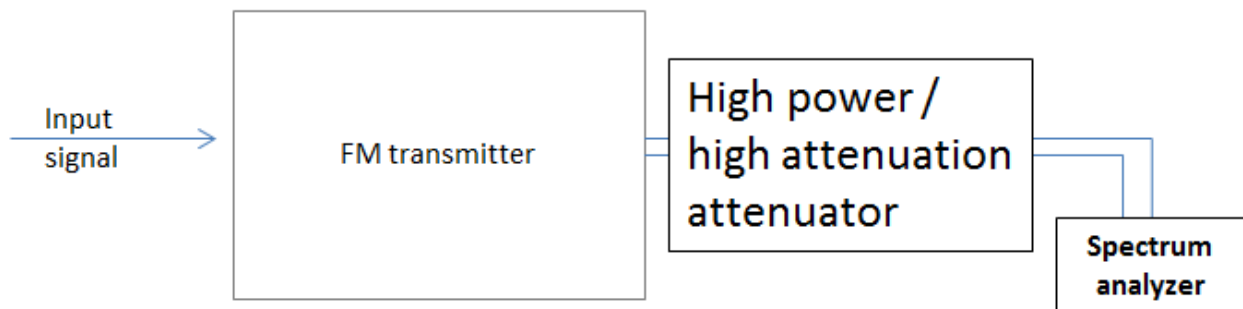 Input
signal
FM transmitter
High power /
high attenuation
attenuator
Spectrum
analyzer